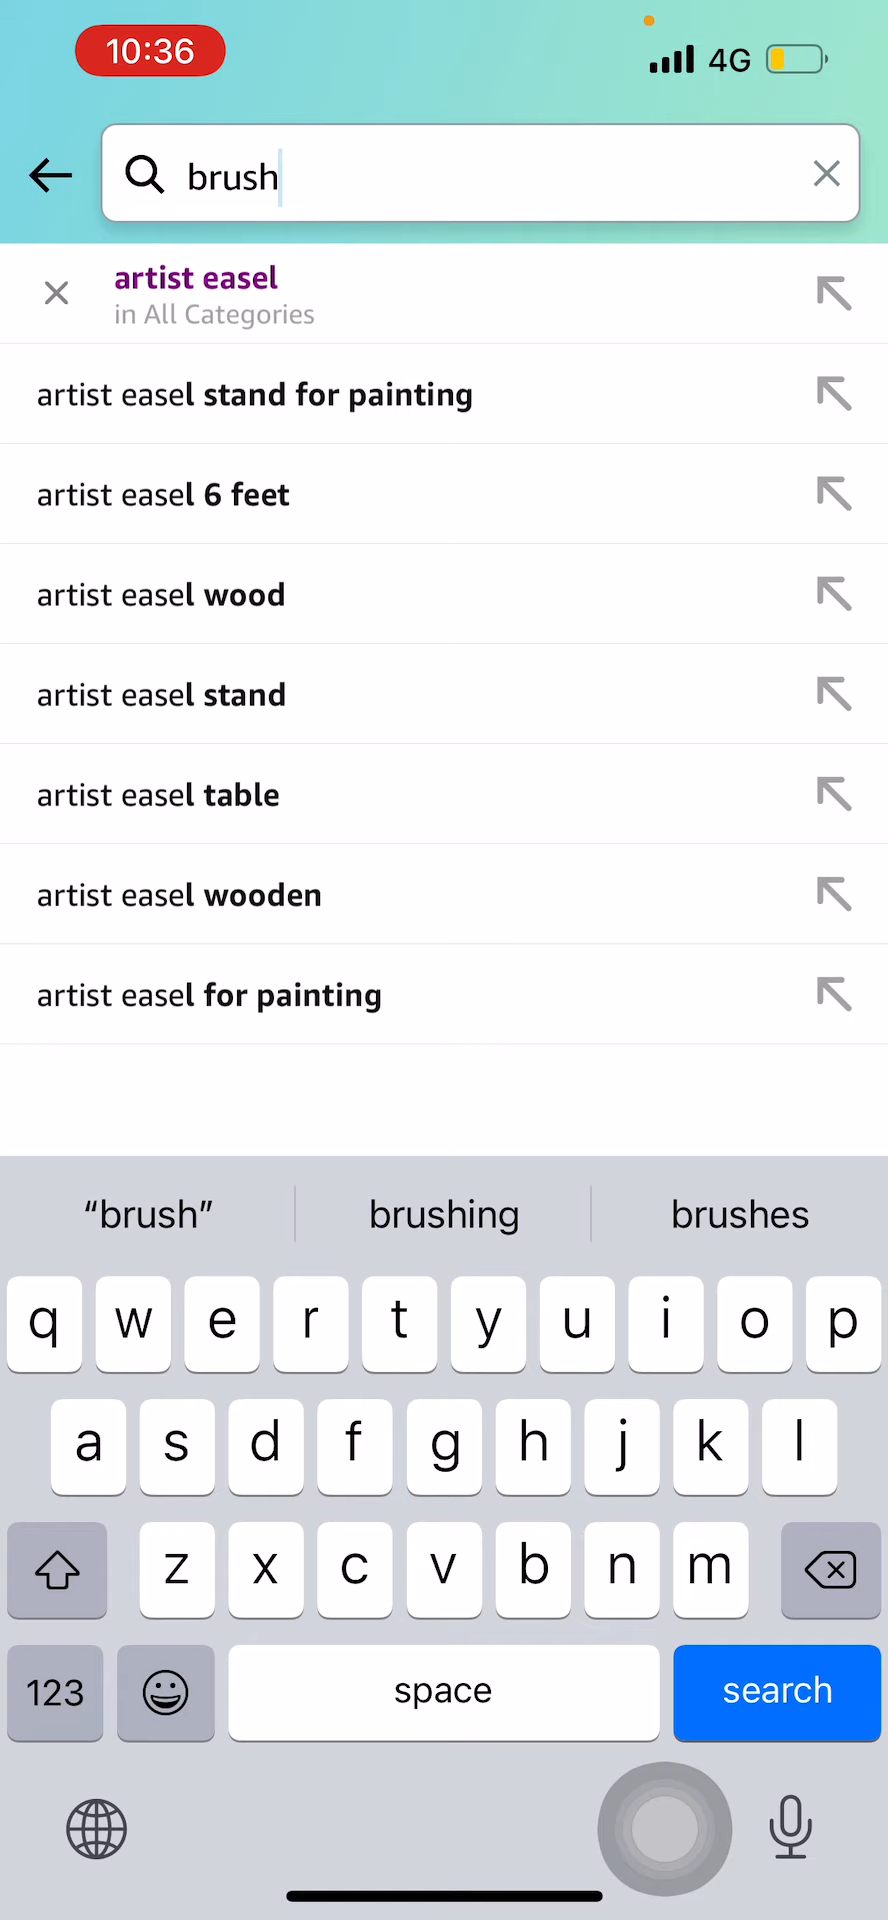 10:36
4G
brush
artist easel
in All Categories
artist easel stand for painting
artist easel 6 feet
artist easel wood
artist easel stand
artist easel table
artist easel wooden
artist easel for painting
“brush” brushing brushes
q w e r t y u i o p
a s d f g h j k l
z x c v b n m
123 space search